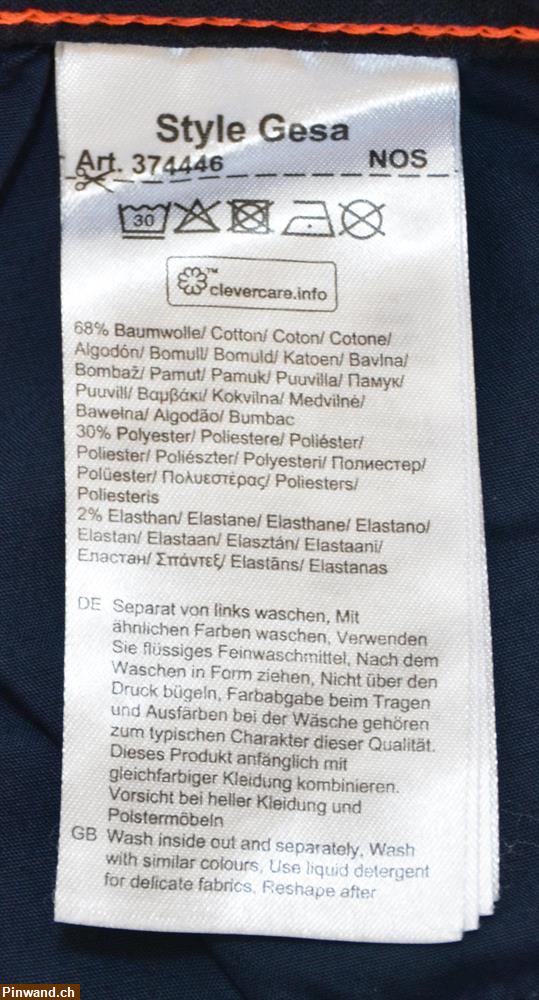 Style Gesa
Art. 374446 NOS
30
clevercare.info™
68% Baumwolle/ Cotton/ Coton/ Cotone/
Algodón/ Bomull/ Bomuld/ Katoen/ Bavlna/
Bombaž/ Pamut/ Pamuk/ Puuvilla/ Памук/
Puuvill/ Βαμβάκι/ Kokvilna/ Medvilnė/
Bawełna/ Algodão/ Bumbac
30% Polyester/ Poliestere/ Poliéster/
Poliester/ Poliészter/ Polyesteri/ Полиестер/
Polüester/ Πολυεστέρας/ Poliesters/
Poliesteris
2% Elasthan/ Elastane/ Elasthane/ Elastano/
Elastan/ Elastaan/ Elasztán/ Elastaani/
Еластан/ Σπάντεξ/ Elastāns/ Elastanas
DE Separat von links waschen, Mit
ähnlichen Farben waschen, Verwenden
Sie flüssiges Feinwaschmittel, Nach dem
Waschen in Form ziehen, Nicht über den
Druck bügeln, Farbabgabe beim Tragen
und Ausfärben bei der Wäsche gehören
zum typischen Charakter dieser Qualität.
Dieses Produkt anfänglich mit
gleichfarbiger Kleidung kombinieren.
Vorsicht bei heller Kleidung und
Polstermöbeln
GB Wash inside out and separately, Wash
with similar colours, Use liquid detergent
for delicate fabrics, Reshape after
Pinwand.ch